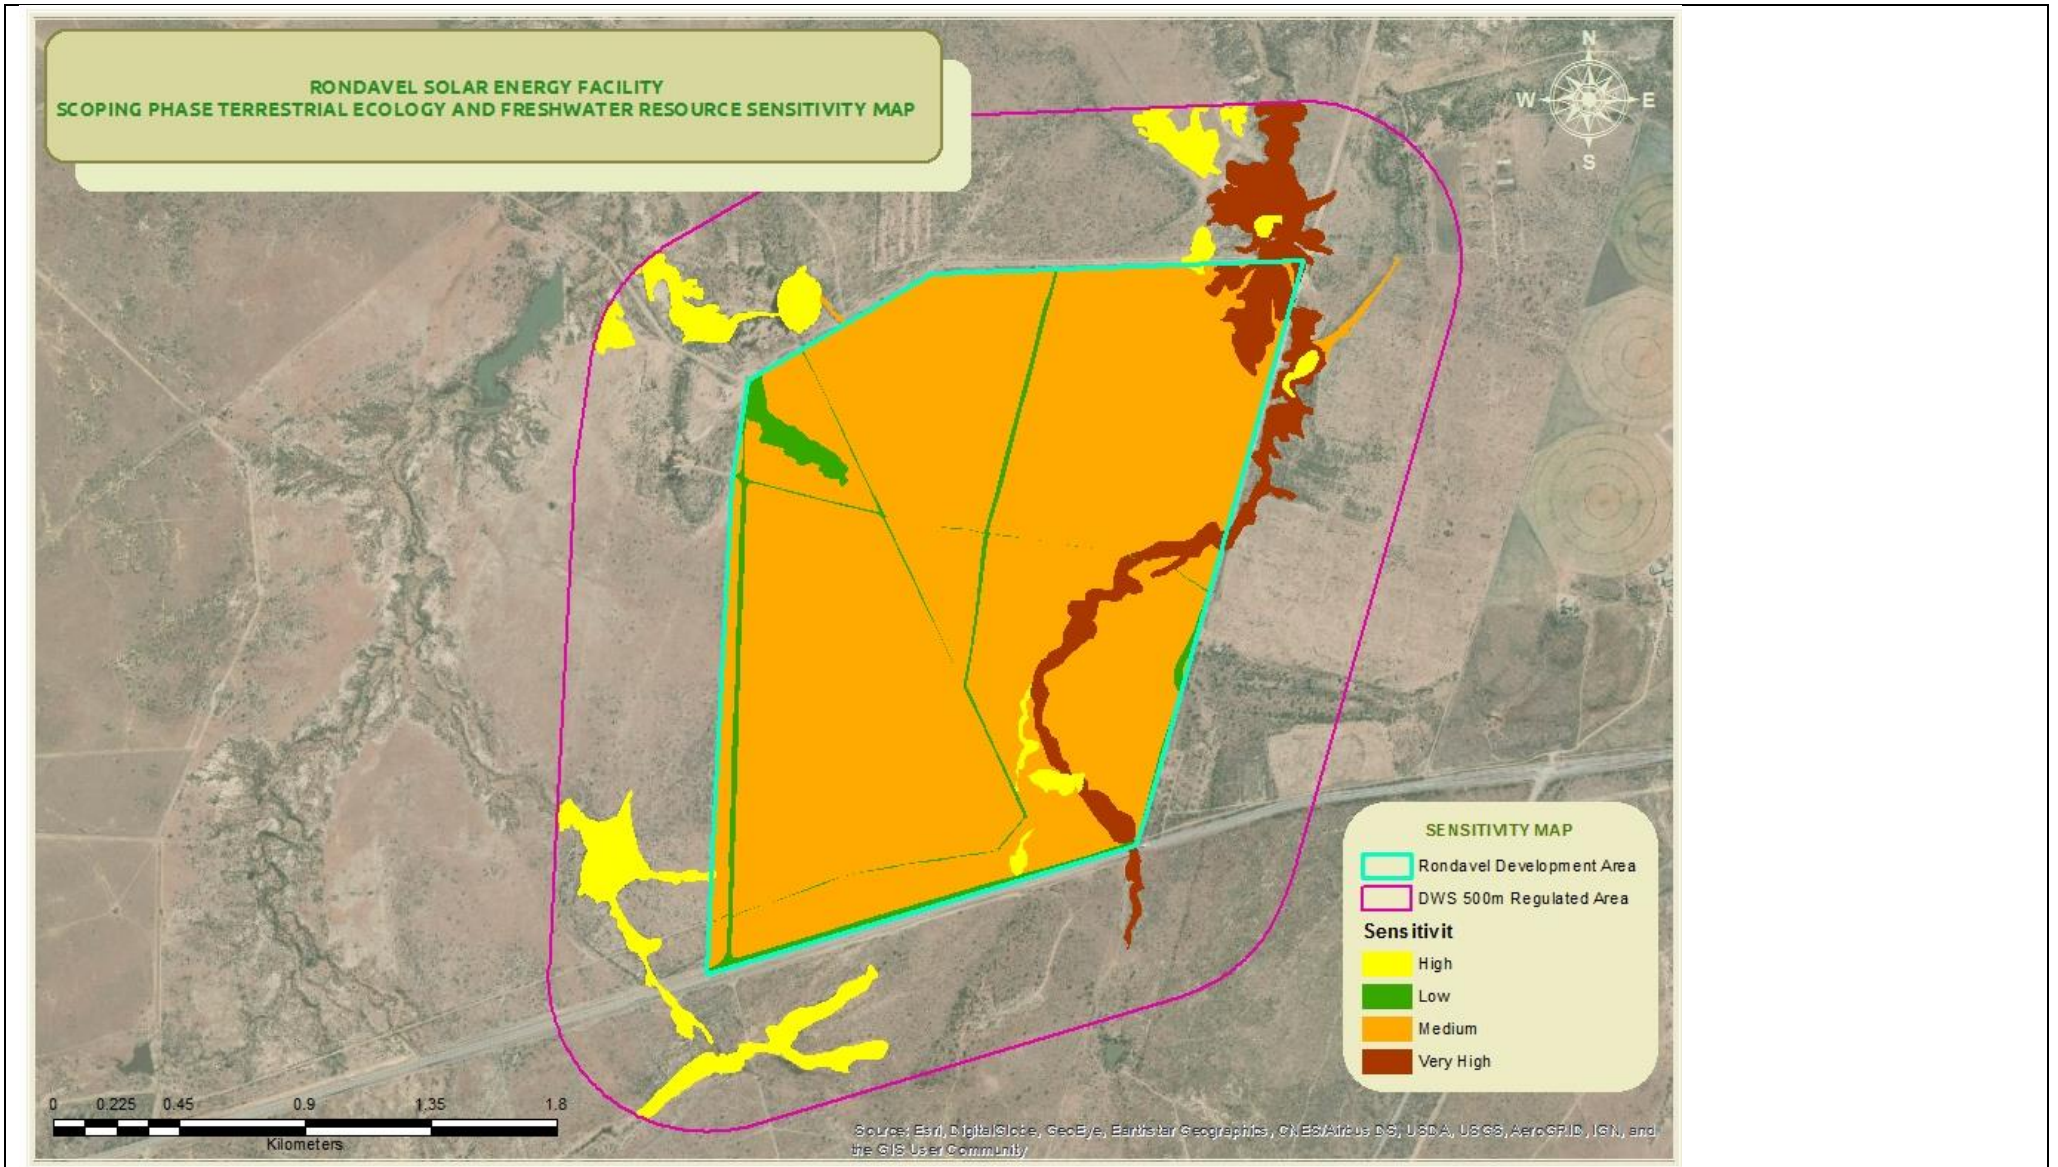 RONDAVEL SOLAR ENERGY FACILITY
SCOPING PHASE TERRESTRIAL ECOLOGY AND FRESHWATER RESOURCE SENSITIVITY MAP
N
W E
S
SENSITIVITY MAP
Rondavel Development Area
DWS 500m Regulated Area
Sensitivit
High
Low
Medium
Very High
0 0.225 0.45 0.9 1.35 1.8
Kilometers
Source: Esri, DigitalGlobe, GeoEye, Earthstar Geographics, CNES/Airbus DS, USDA, USGS, AeroGRID, IGN, and
the GIS User Community